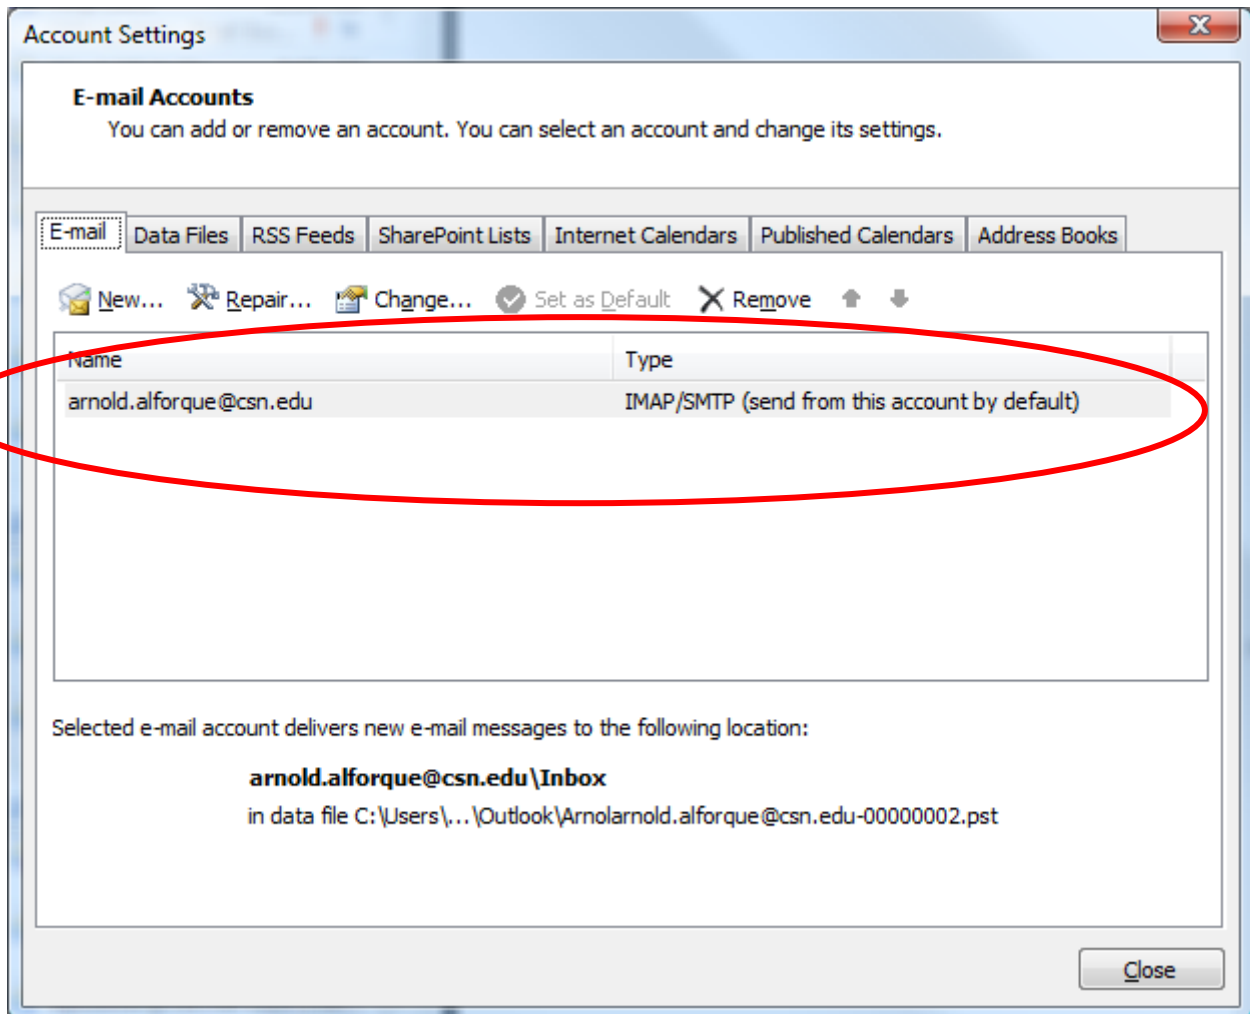 Account Settings
E-mail Accounts
You can add or remove an account. You can select an account and change its settings.
E-mail Data Files RSS Feeds SharePoint Lists Internet Calendars Published Calendars Address Books
New... Repair... Change... Set as Default Remove
Name Type
arnold.alforque@csn.edu IMAP/SMTP (send from this account by default)
Selected e-mail account delivers new e-mail messages to the following location:
arnold.alforque@csn.edu\Inbox
in data file C:\Users\...\Outlook\Arnolarnold.alforque@csn.edu-00000002.pst
Close